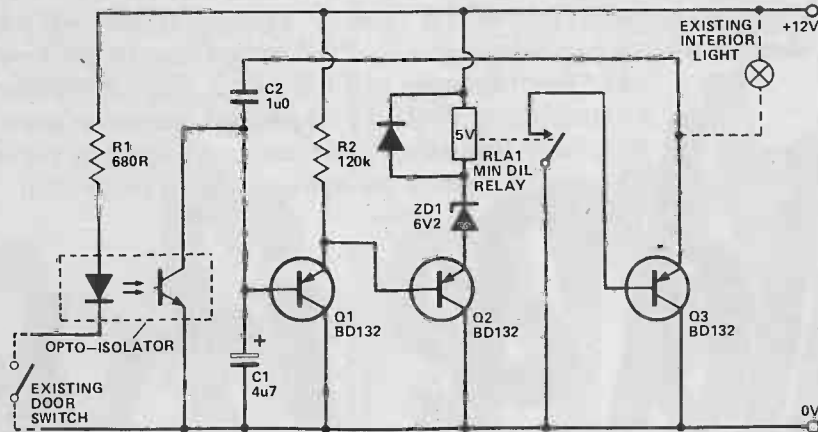 EXISTING
INTERIOR
LIGHT
+12V
C2
1u0
R1
680R
R2
120k
5V
RLA1
MIN DIL
RELAY
ZD1
6V2
OPTO–ISOLATOR
Q1
BD132
Q2
BD132
Q3
BD132
+
C1
4u7
EXISTING
DOOR
SWITCH
0V